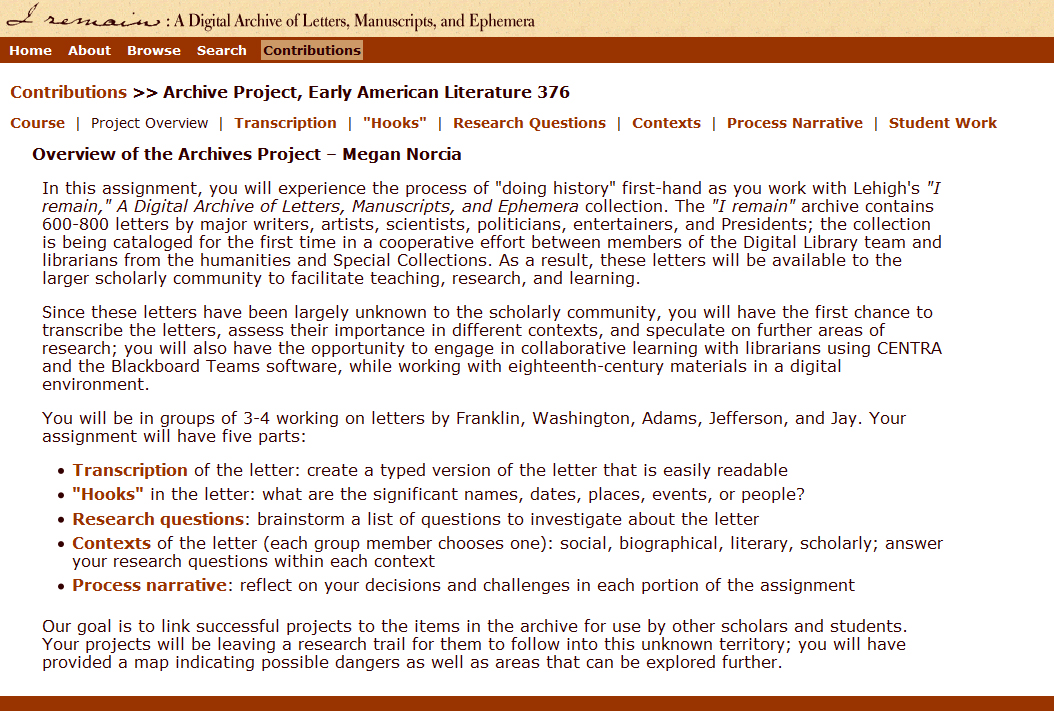 I remain : A Digital Archive of Letters, Manuscripts, and Ephemera
Home About Browse Search Contributions
Contributions >> Archive Project, Early American Literature 376
Course | Project Overview | Transcription | "Hooks" | Research Questions | Contexts | Process Narrative | Student Work
Overview of the Archives Project – Megan Norcia
In this assignment, you will experience the process of "doing history" first-hand as you work with Lehigh's "I
remain," A Digital Archive of Letters, Manuscripts, and Ephemera collection. The "I remain" archive contains
600-800 letters by major writers, artists, scientists, politicians, entertainers, and Presidents; the collection
is being cataloged for the first time in a cooperative effort between members of the Digital Library team and
librarians from the humanities and Special Collections. As a result, these letters will be available to the
larger scholarly community to facilitate teaching, research, and learning.
Since these letters have been largely unknown to the scholarly community, you will have the first chance to
transcribe the letters, assess their importance in different contexts, and speculate on further areas of
research; you will also have the opportunity to engage in collaborative learning with librarians using CENTRA
and the Blackboard Teams software, while working with eighteenth-century materials in a digital
environment.
You will be in groups of 3-4 working on letters by Franklin, Washington, Adams, Jefferson, and Jay. Your
assignment will have five parts:
• Transcription of the letter: create a typed version of the letter that is easily readable
• "Hooks" in the letter: what are the significant names, dates, places, events, or people?
• Research questions: brainstorm a list of questions to investigate about the letter
• Contexts of the letter (each group member chooses one): social, biographical, literary, scholarly; answer
your research questions within each context
• Process narrative: reflect on your decisions and challenges in each portion of the assignment
Our goal is to link successful projects to the items in the archive for use by other scholars and students.
Your projects will be leaving a research trail for them to follow into this unknown territory; you will have
provided a map indicating possible dangers as well as areas that can be explored further.